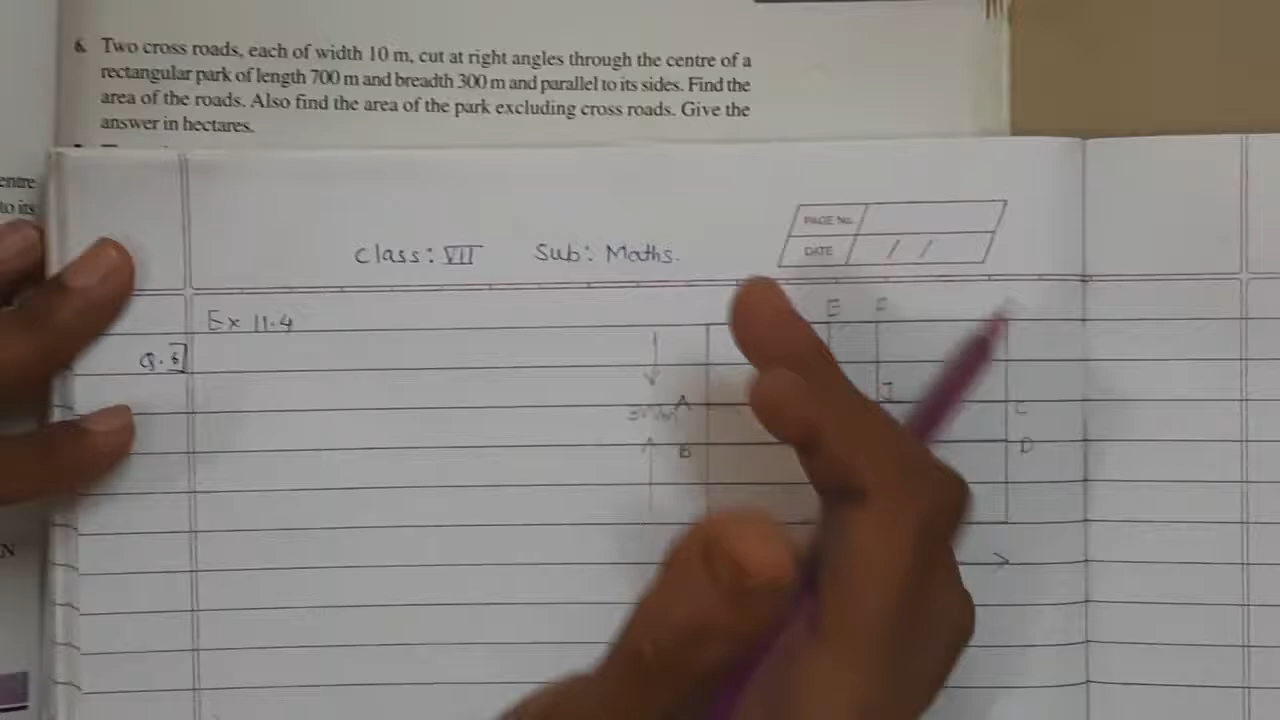 6. Two cross roads, each of width 10 m, cut at right angles through the centre of a
rectangular park of length 700 m and breadth 300 m and parallel to its sides. Find the
area of the roads. Also find the area of the park excluding cross roads. Give the
answer in hectares.
to its
PAGE No.
DATE / /
Class: VII Sub: Maths.
Ex 11.4
Q. 6]
E F
A J C
B D
N